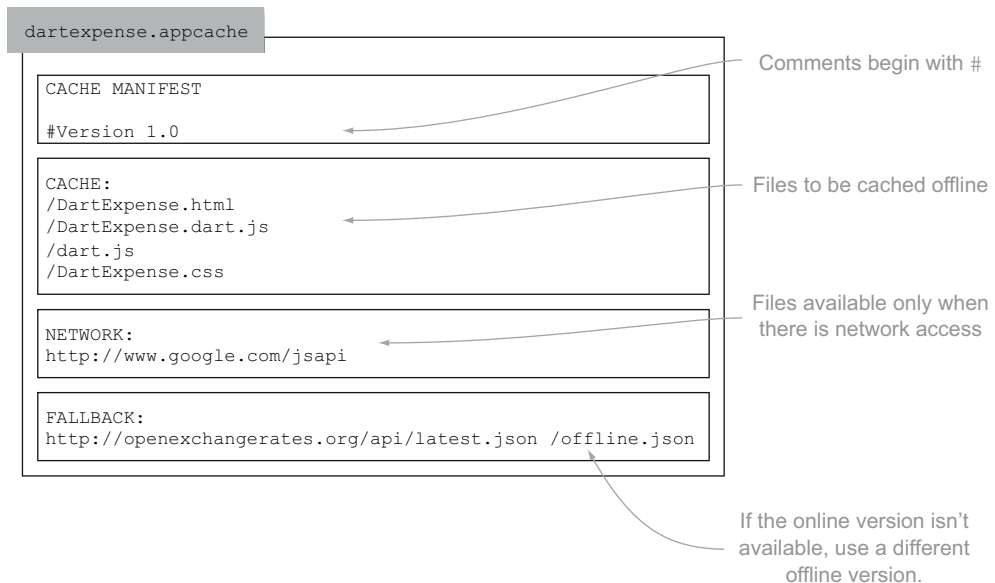 dartexpense.appcache
CACHE MANIFEST
#Version 1.0
Comments begin with #
CACHE:
/DartExpense.html
/DartExpense.dart.js
/dart.js
/DartExpense.css
Files to be cached offline
NETWORK:
http://www.google.com/jsapi
Files available only when
there is network access
FALLBACK:
http://openexchangerates.org/api/latest.json /offline.json
If the online version isn't
available, use a different
offline version.